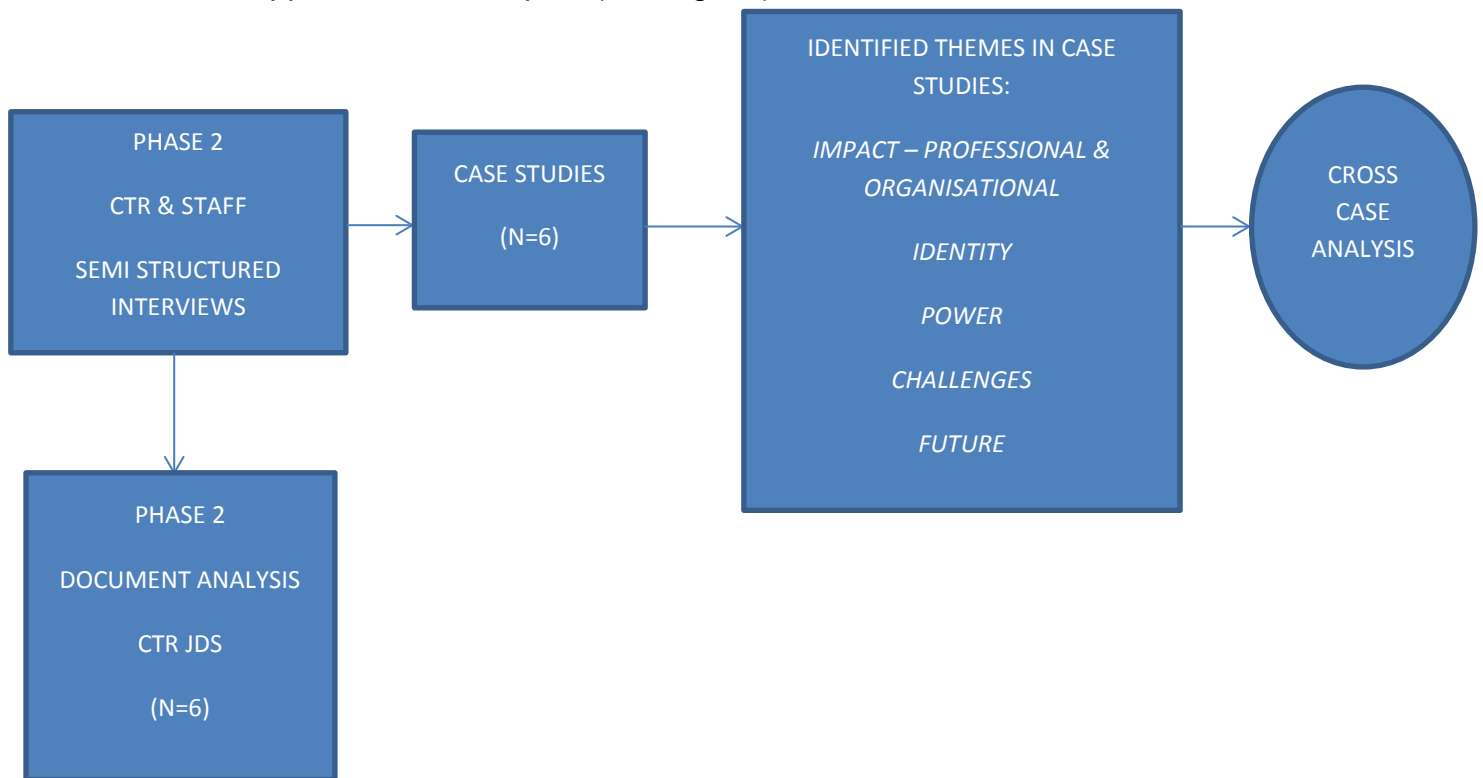 PHASE 2
CTR & STAFF
SEMI STRUCTURED
INTERVIEWS
CASE STUDIES
(N=6)
IDENTIFIED THEMES IN CASE
STUDIES:
IMPACT – PROFESSIONAL &
ORGANISATIONAL
IDENTITY
POWER
CHALLENGES
FUTURE
CROSS
CASE
ANALYSIS
PHASE 2
DOCUMENT ANALYSIS
CTR JDS
(N=6)